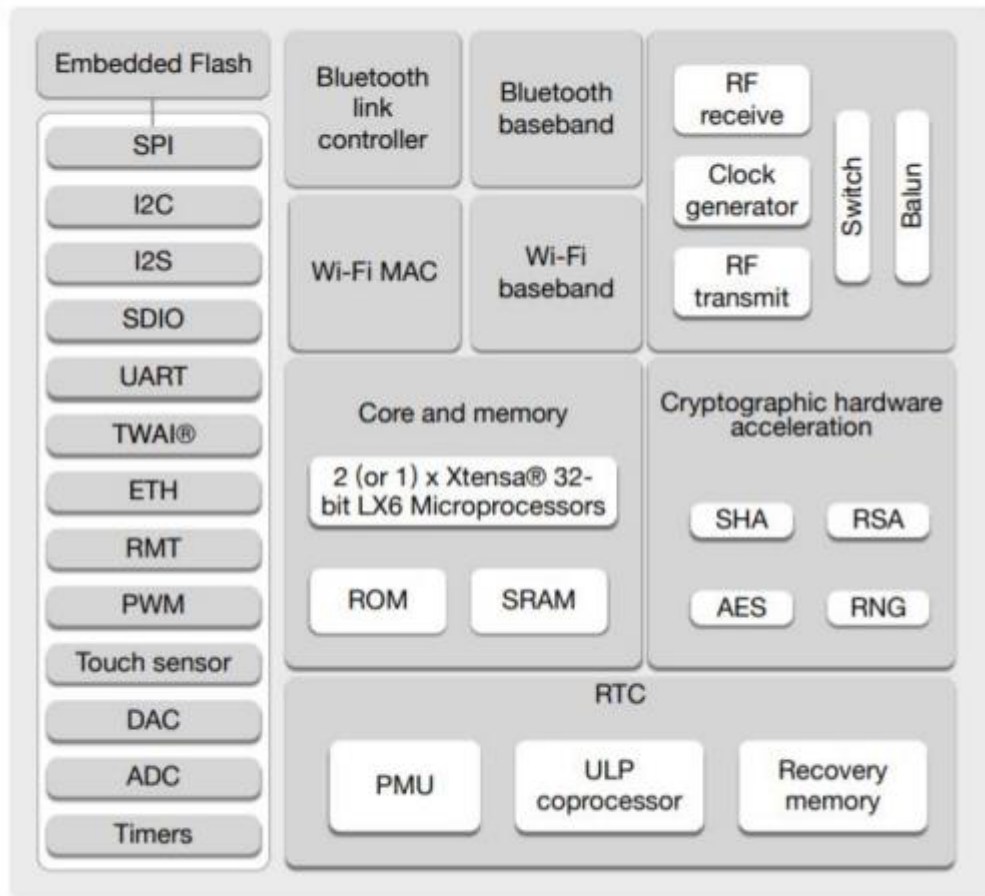 Embedded Flash
SPI
I2C
I2S
SDIO
UART
TWAI®
ETH
RMT
PWM
Touch sensor
DAC
ADC
Timers
Bluetooth
link
controller
Bluetooth
baseband
Wi-Fi MAC
Wi-Fi
baseband
RF
receive
Clock
generator
RF
transmit
Switch
Balun
Core and memory
2 (or 1) x Xtensa® 32-
bit LX6 Microprocessors
ROM
SRAM
Cryptographic hardware
acceleration
SHA
RSA
AES
RNG
RTC
PMU
ULP
coprocessor
Recovery
memory